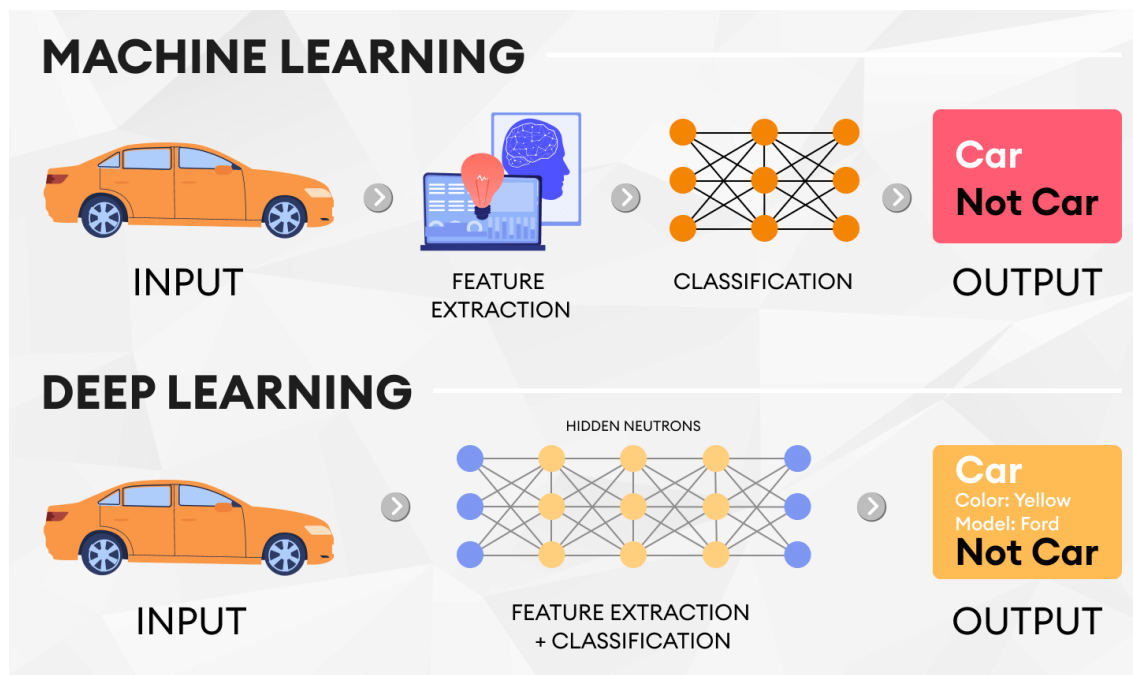 MACHINE LEARNING
INPUT
FEATURE
EXTRACTION
CLASSIFICATION
Car
Not Car
OUTPUT
DEEP LEARNING
HIDDEN NEUTRONS
INPUT
FEATURE EXTRACTION
+ CLASSIFICATION
Car
Color: Yellow
Model: Ford
Not Car
OUTPUT